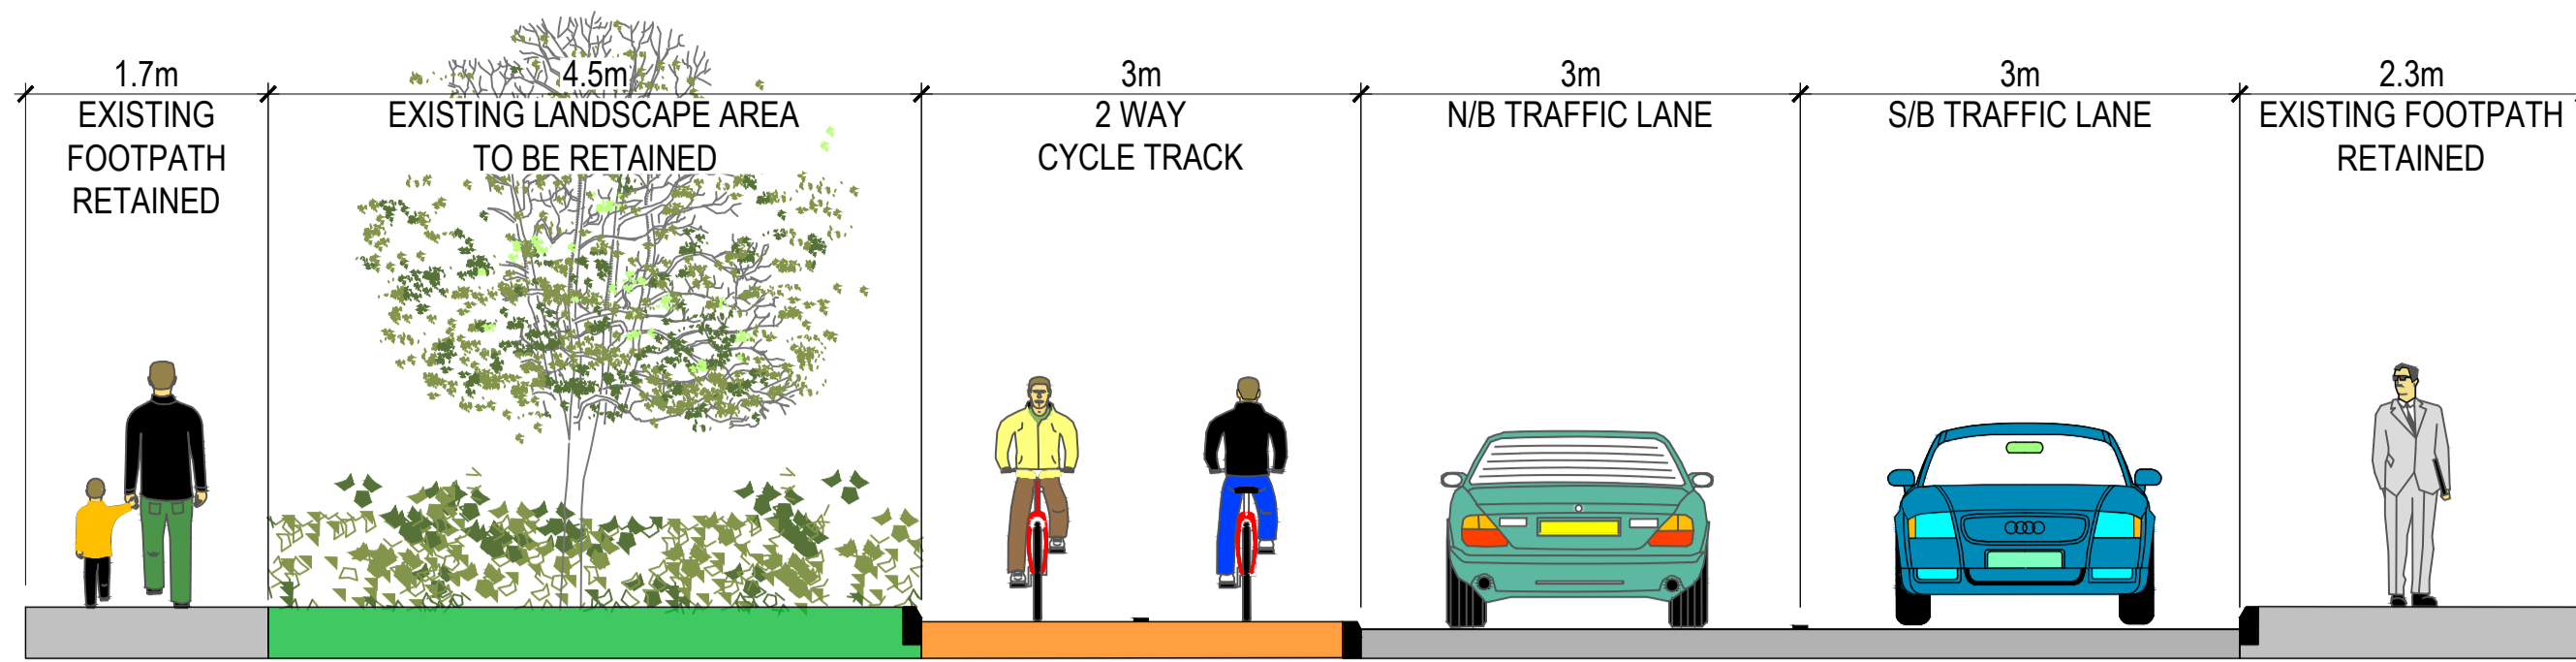 1.7m
EXISTING
FOOTPATH
RETAINED
4.5m
EXISTING LANDSCAPE AREA
TO BE RETAINED
3m
2 WAY
CYCLE TRACK
3m
N/B TRAFFIC LANE
3m
S/B TRAFFIC LANE
2.3m
EXISTING FOOTPATH
RETAINED